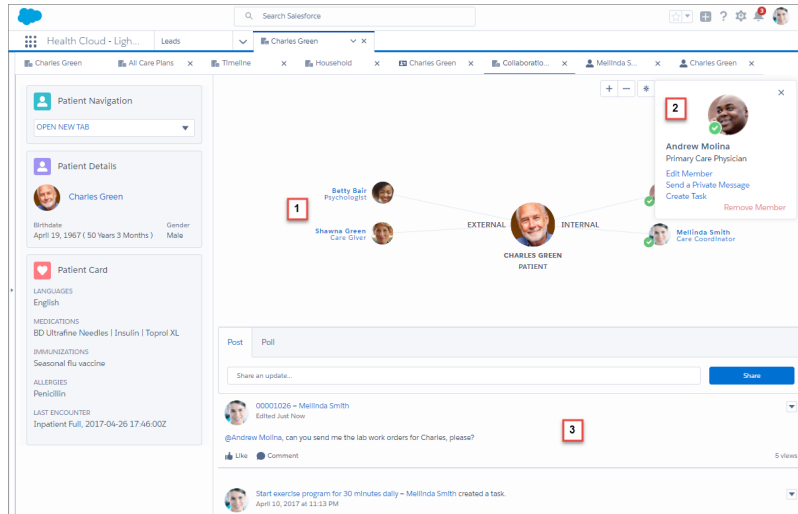 Search Salesforce
3
Health Cloud - Ligh...
Leads
Charles Green
Charles Green
All Care Plans
Timeline
Household
Charles Green
Collaboratio...
Melinda S...
Charles Green
Patient Navigation
OPEN NEW TAB
Patient Details
Charles Green
Birthdate
Gender
April 19, 1967 ( 50 Years 3 Months )
Male
Patient Card
LANGUAGES
English
MEDICATIONS
BD Ultrafine Needles | Insulin | Toprol XL
IMMUNIZATIONS
Seasonal flu vaccine
ALLERGIES
Penicillin
LAST ENCOUNTER
Inpatient Full, 2017-04-26 17:46:00Z
1
Betty Bair
Psychologist
Shawna Green
Care Giver
EXTERNAL
INTERNAL
CHARLES GREEN
PATIENT
Mellinda Smith
Care Coordinator
2
Andrew Molina
Primary Care Physician
Edit Member
Send a Private Message
Create Task
Remove Member
Post
Poll
Share an update...
Share
00001026 – Mellinda Smith
Edited Just Now
@Andrew Molina, can you send me the lab work orders for Charles, please?
3
Like
Comment
5 views
Start exercise program for 30 minutes daily – Mellinda Smith created a task.
April 10, 2017 at 11:13 PM